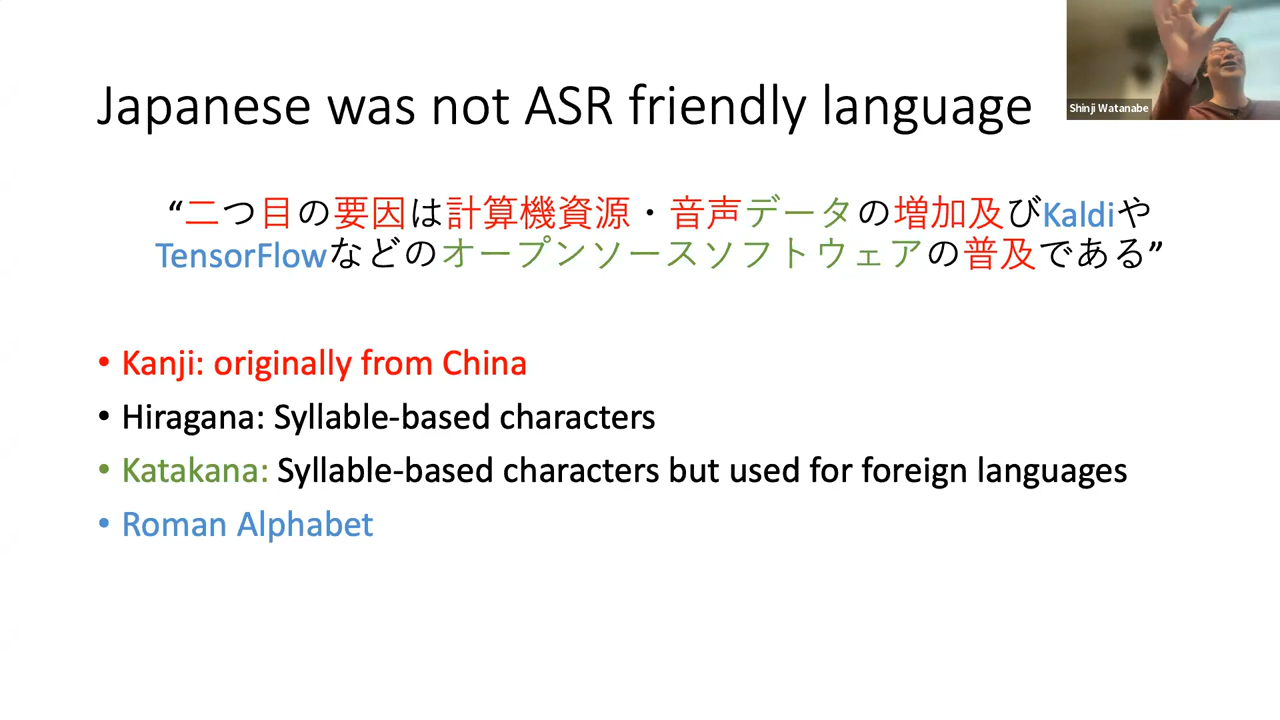 Japanese was not ASR friendly language
Shinji Watanabe
“二つ目の要因は計算機資源・音声データの増加及びKaldiや
TensorFlowなどのオープンソースソフトウェアの普及である”
• Kanji: originally from China
• Hiragana: Syllable-based characters
• Katakana: Syllable-based characters but used for foreign languages
• Roman Alphabet